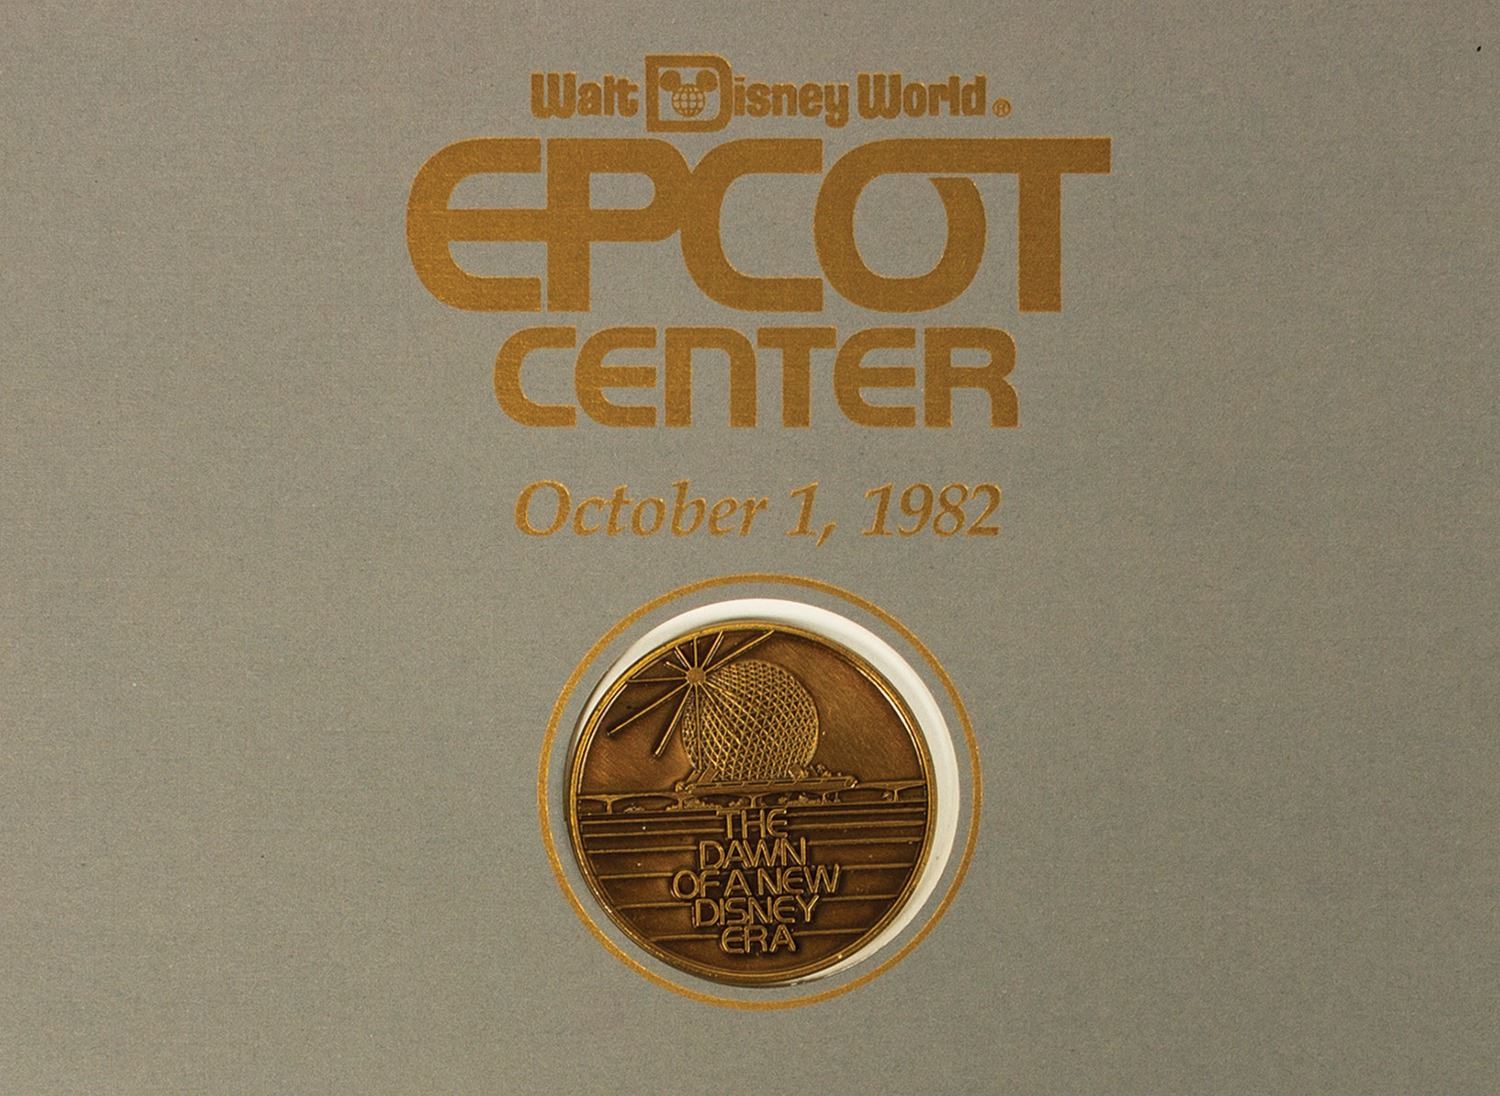 Walt Disney World®
EPCOT
CENTER
October 1, 1982
THE
DAWN
OF A NEW
DISNEY
ERA